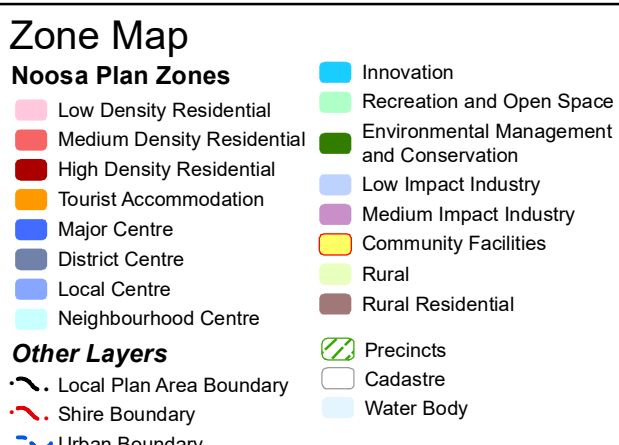 Zone Map
Noosa Plan Zones
Low Density Residential
Medium Density Residential
High Density Residential
Tourist Accommodation
Major Centre
District Centre
Local Centre
Neighbourhood Centre
Innovation
Recreation and Open Space
Environmental Management
and Conservation
Low Impact Industry
Medium Impact Industry
Community Facilities
Rural
Rural Residential
Other Layers
Local Plan Area Boundary
Shire Boundary
Urban Boundary
Precincts
Cadastre
Water Body